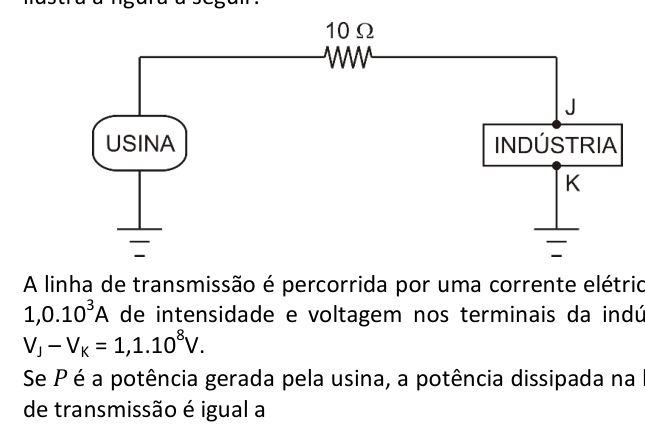 ilustra a figura a seguir.
10 Ω
USINA
J
INDÚSTRIA
K
A linha de transmissão é percorrida por uma corrente
1,0.10³A de intensidade e voltagem nos terminais da
V_J – V_K = 1,1.10⁸V.
Se P é a potência gerada pela usina, a potência dissipada na
de transmissão é igual a